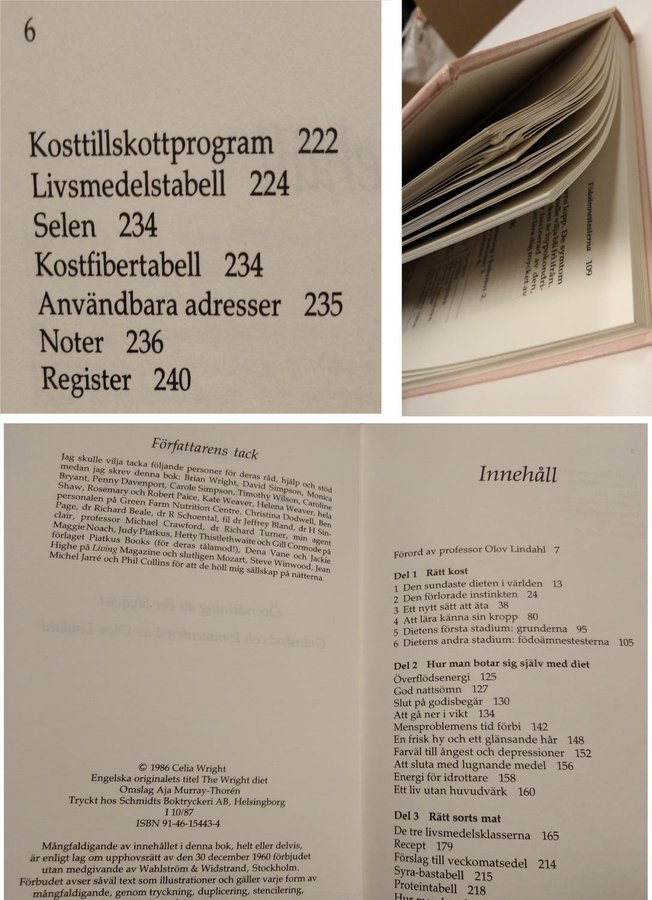 6
Kosttillskottprogram 222
Livsmedelstabell 224
Selen 234
Kostfibertabell 234
Användbara adresser 235
Noter 236
Register 240
Födoämnestesterna 109
lopp. De symtom
skulle vilja bli fri ifrån.
är hypokondri-
fascinerad av den,
lära sig mycket av
Författarens tack
Jag skulle vilja tacka följande personer för deras råd, hjälp och stöd
medan jag skrev denna bok: Brian Wright, David Simpson, Monica
Bryant, Penny Davenport, Carole Simpson, Timothy Wilson, Caroline
Shaw, Rosemary och Robert Paice, Kate Weaver, Helena Weaver, hela
personalen på Green Farm Nutrition Centre, Christina Dodwell, Ben
Page, dr Richard Beale, dr R Schoental, fil dr Jeffrey Bland, dr H Sin-
clair, professor Michael Crawford, dr Richard Turner, min agent
Maggie Noach, Judy Piatkus, Hetty Thistlethwaite och Gill Cormode på
förlaget Piatkus Books (för deras tålamod!), Dena Vane och Jackie
Highe på Living Magazine och slutligen Mozart, Steve Winwood, Jean
Michel Jarré och Phil Collins för att de höll mig sällskap på nätterna.
© 1986 Celia Wright
Engelska originalets titel The Wright diet
Omslag Aja Murray-Thorén
Tryckt hos Schmidts Boktryckeri AB, Helsingborg
I 10/87
ISBN 91-46-15443-4
Mångfaldigande av innehållet i denna bok, helt eller delvis,
är enligt lag om upphovsrätt av den 30 december 1960 förbjudet
utan medgivande av Wahlström & Widstrand, Stockholm.
Förbudet avser såväl text som illustrationer och gäller varje form av
mångfaldigande, genom tryckning, duplicering, stencilering,
Innehåll
Förord av professor Olov Lindahl 7
Del 1 Rätt kost
1 Den sundaste dieten i världen 13
2 Den förlorade instinkten 24
3 Ett nytt sätt att äta 38
4 Att lära känna sin kropp 80
5 Dietens första stadium: grunderna 95
6 Dietens andra stadium: födoämnestesterna 105
Del 2 Hur man botar sig själv med diet
Överflödsenergi 125
God nattsömn 127
Slut på godisbegär 130
Att gå ner i vikt 134
Mensproblemens tid förbi 142
En frisk hy och ett glänsande hår 148
Farväl till ångest och depressioner 152
Att sluta med lugnande medel 156
Energi för idrottare 158
Ett liv utan huvudvärk 160
Del 3 Rätt sorts mat
De tre livsmedelsklasserna 165
Recept 179
Förslag till veckomatsedel 214
Syra-bastabell 215
Proteintabell 218